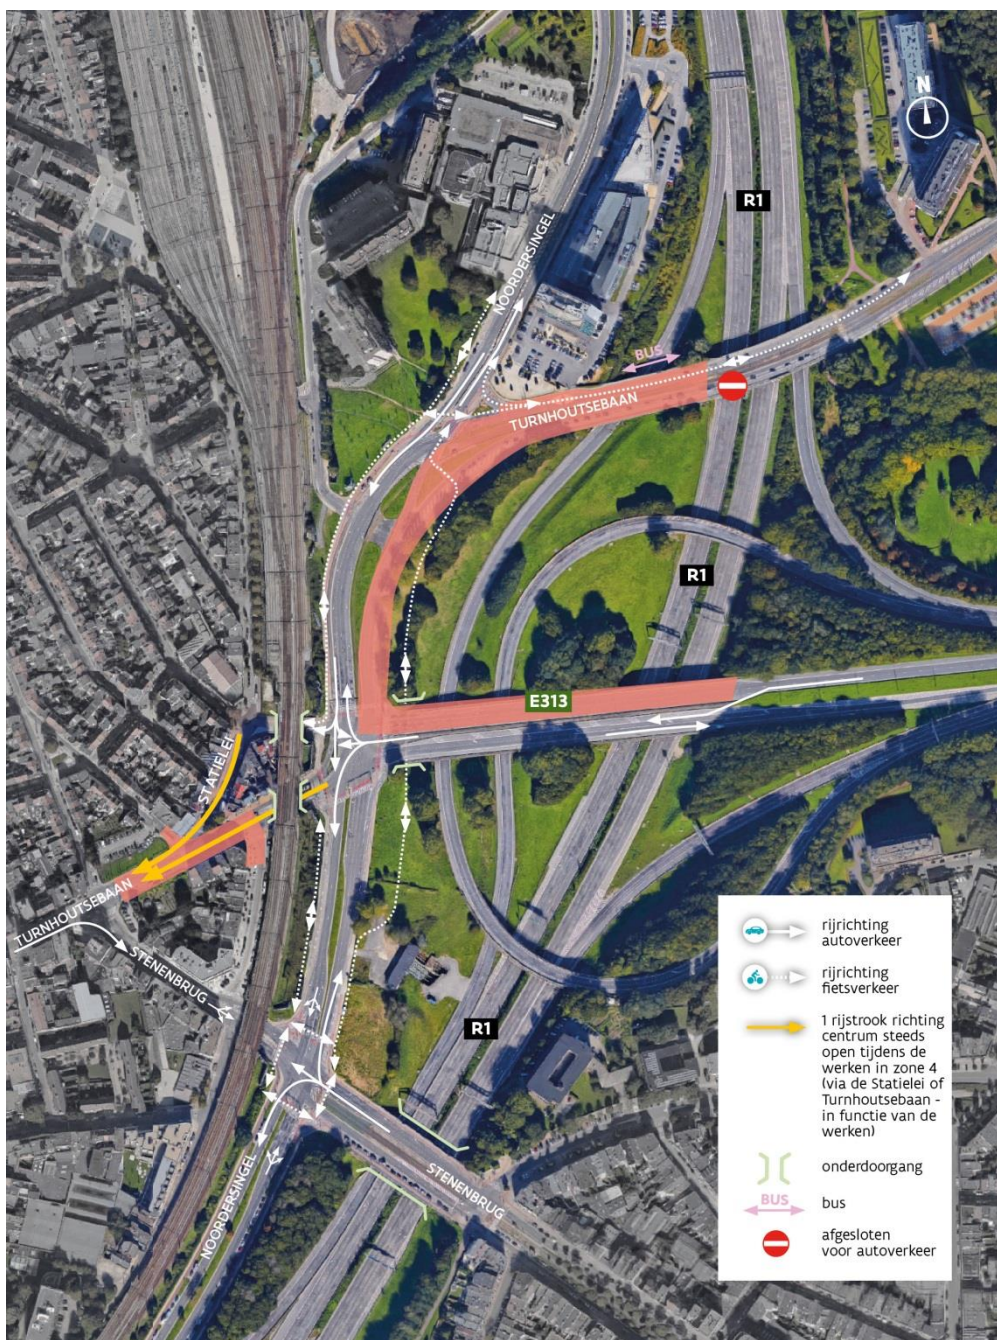 N
R1
NOORDERSINGEL
BUS
TURNHOUTSEBAAN
R1
E313
STATIELEI
TURNHOUTSEBAAN
STENENBRUG
R1
STENENBRUG
NOORDERSINGEL
rijrichting
autoverkeer
rijrichting
fietsverkeer
1 rijstrook richting
centrum steeds
open tijdens de
werken in zone 4
(via de Statielei of
Turnhoutsebaan -
in functie van de
werken)
onderdoorgang
BUS
bus
afgesloten
voor autoverkeer